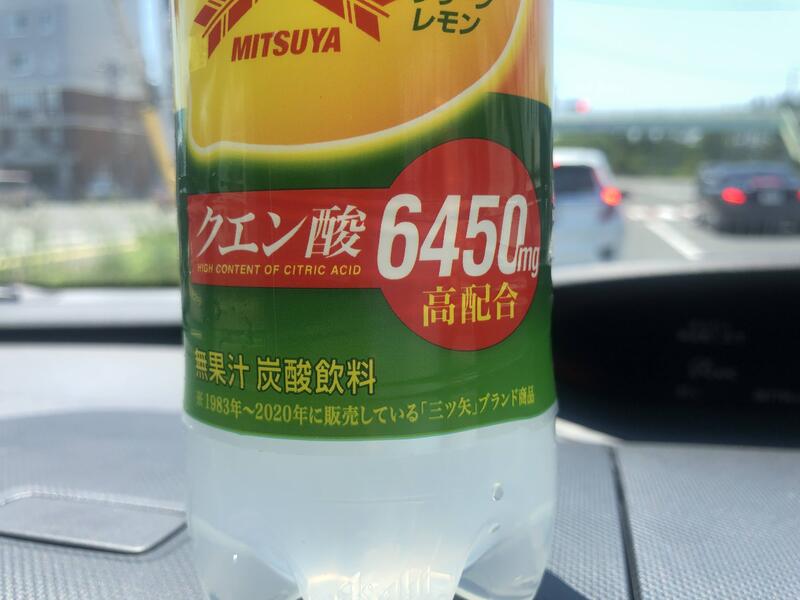 MITSUYA
レモン
クエン酸
HIGH CONTENT OF CITRIC ACID
6450mg
高配合
無果汁 炭酸飲料
※1983年～2020年に販売している「三ツ矢」ブランド商品